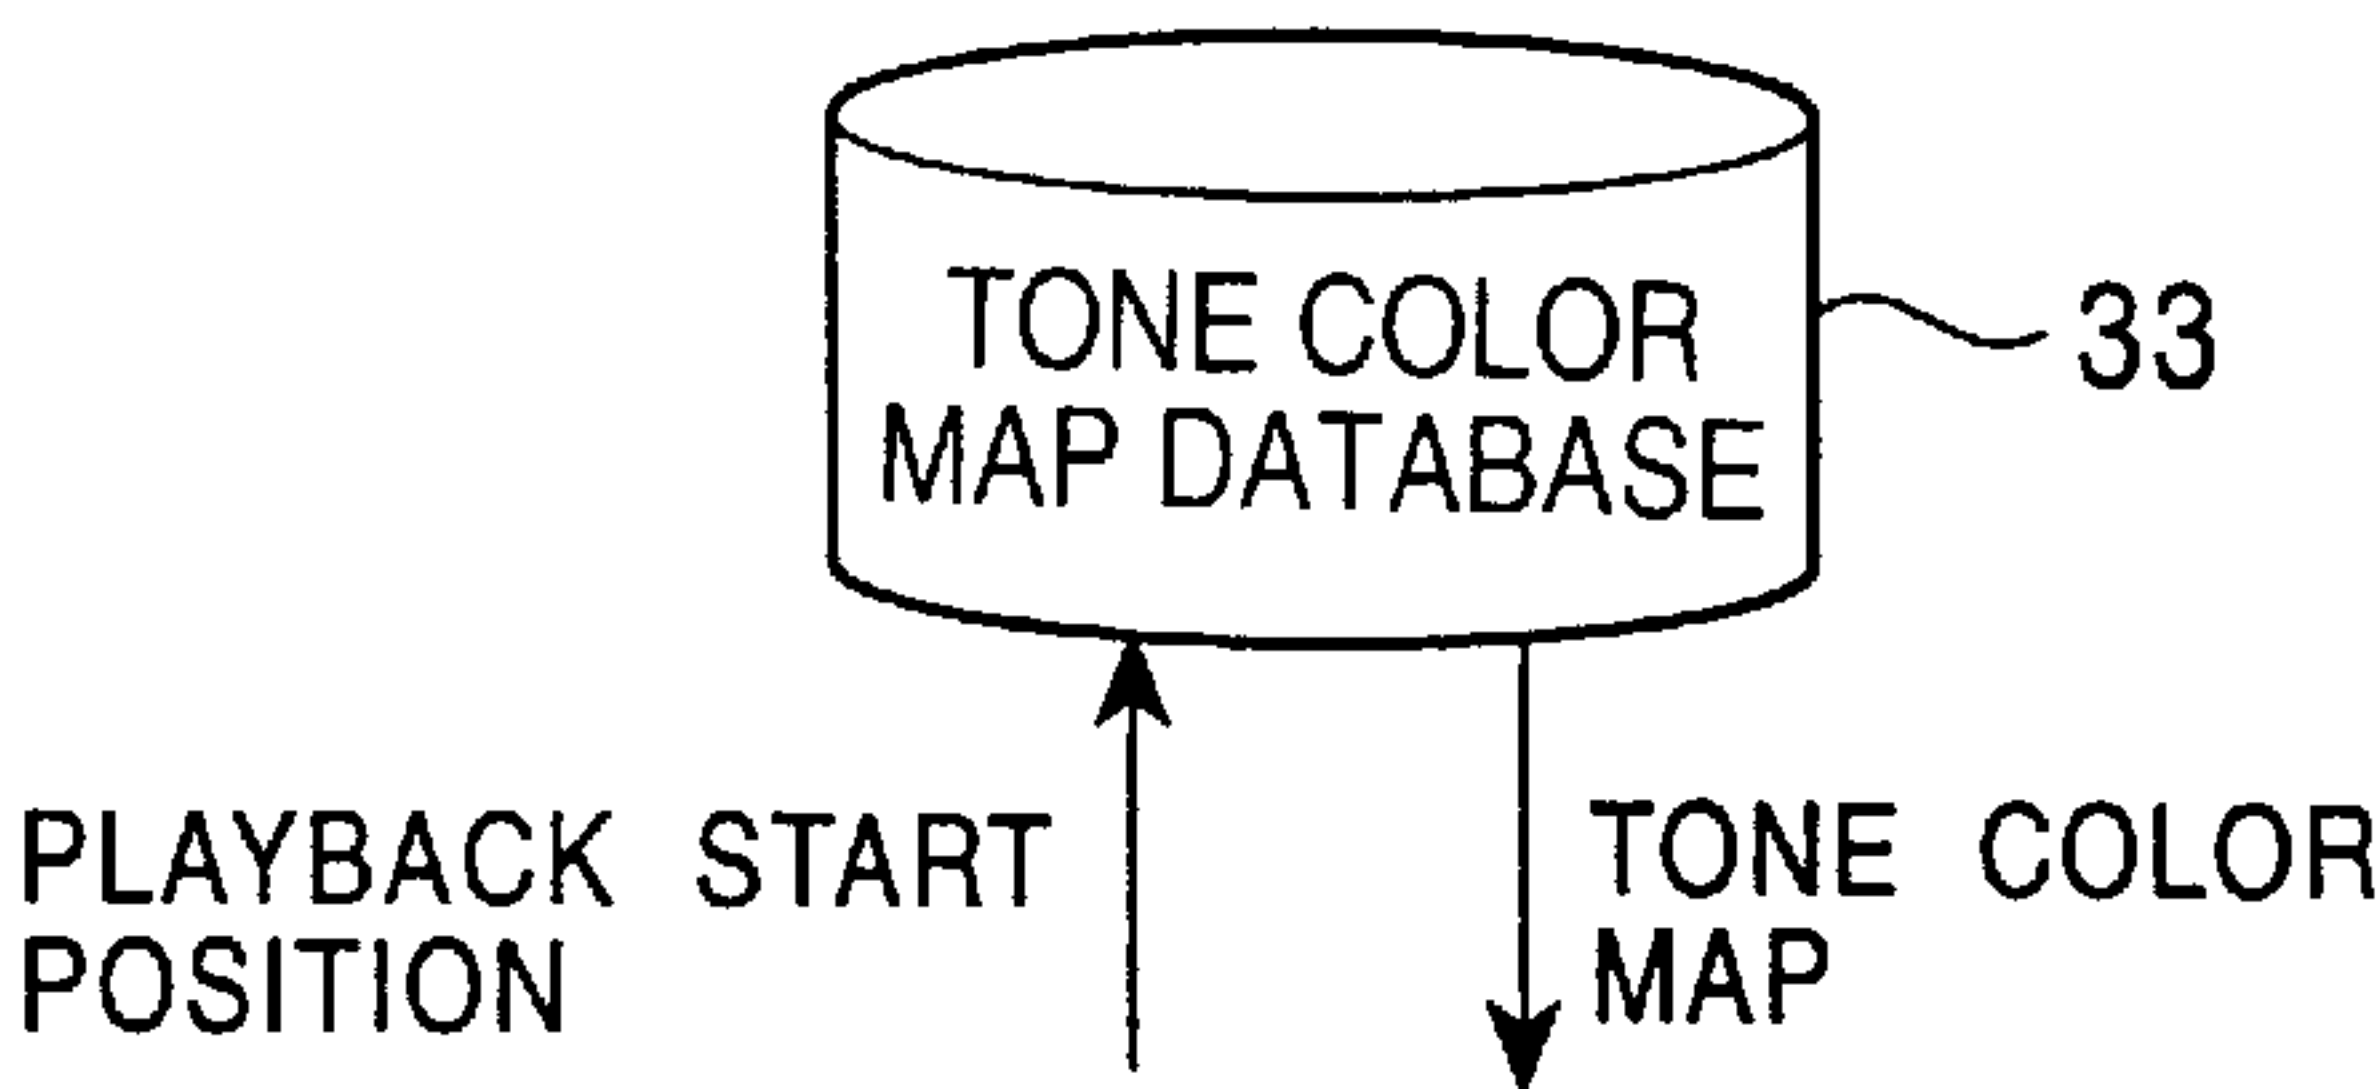 TONE COLOR
MAP DATABASE
33
PLAYBACK START
POSITION
TONE COLOR
MAP